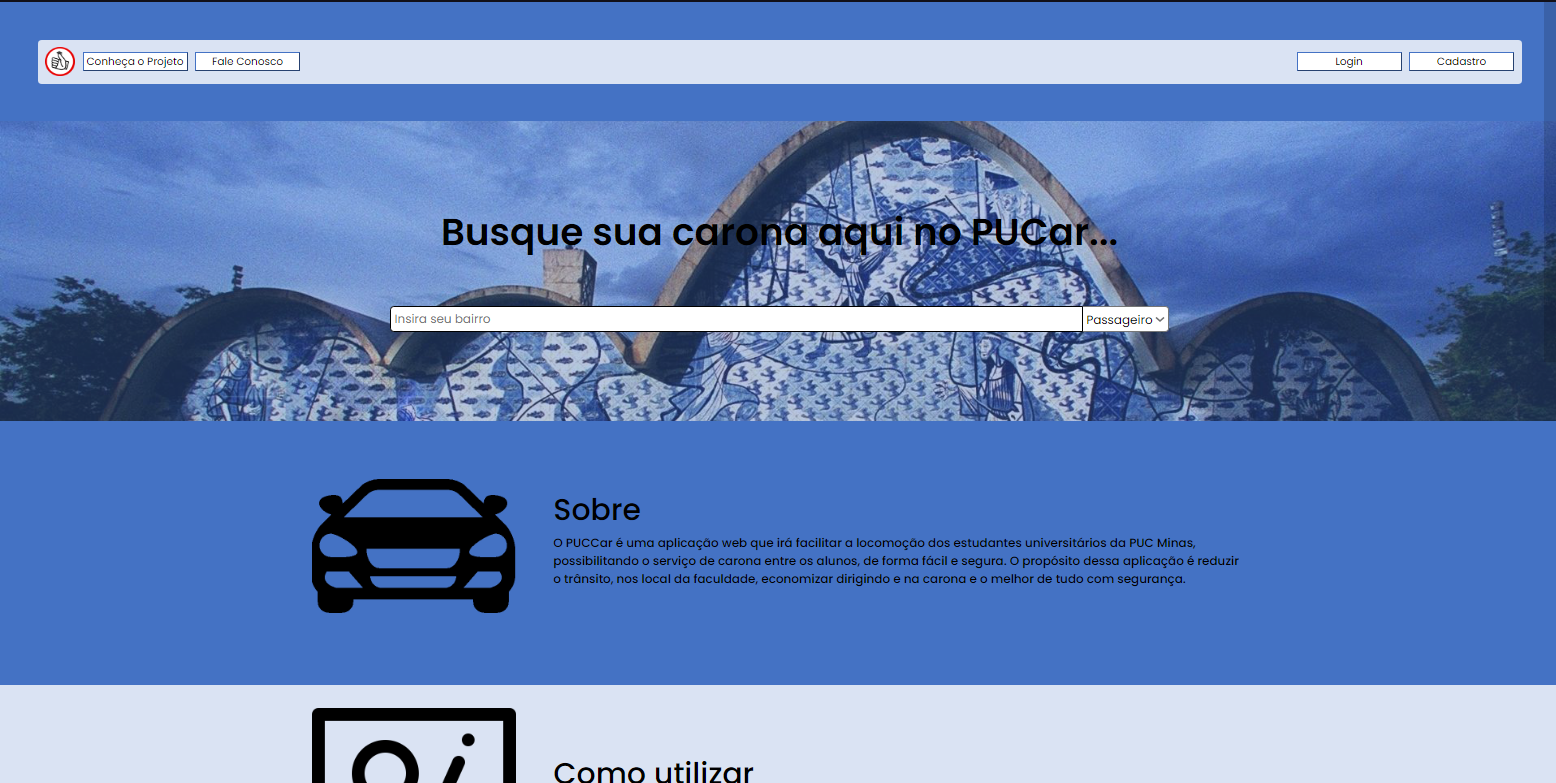 Conheça o Projeto
Fale Conosco
Login
Cadastro
Busque sua carona aqui no PUCar...
Insira seu bairro
Passageiro
Sobre
O PUCCar é uma aplicação web que irá facilitar a locomoção dos estudantes universitários da PUC Minas,
possibilitando o serviço de carona entre os alunos, de forma fácil e segura. O propósito dessa aplicação é reduzir
o trânsito, nos local da faculdade, economizar dirigindo e na carona e o melhor de tudo com segurança.
Como utilizar